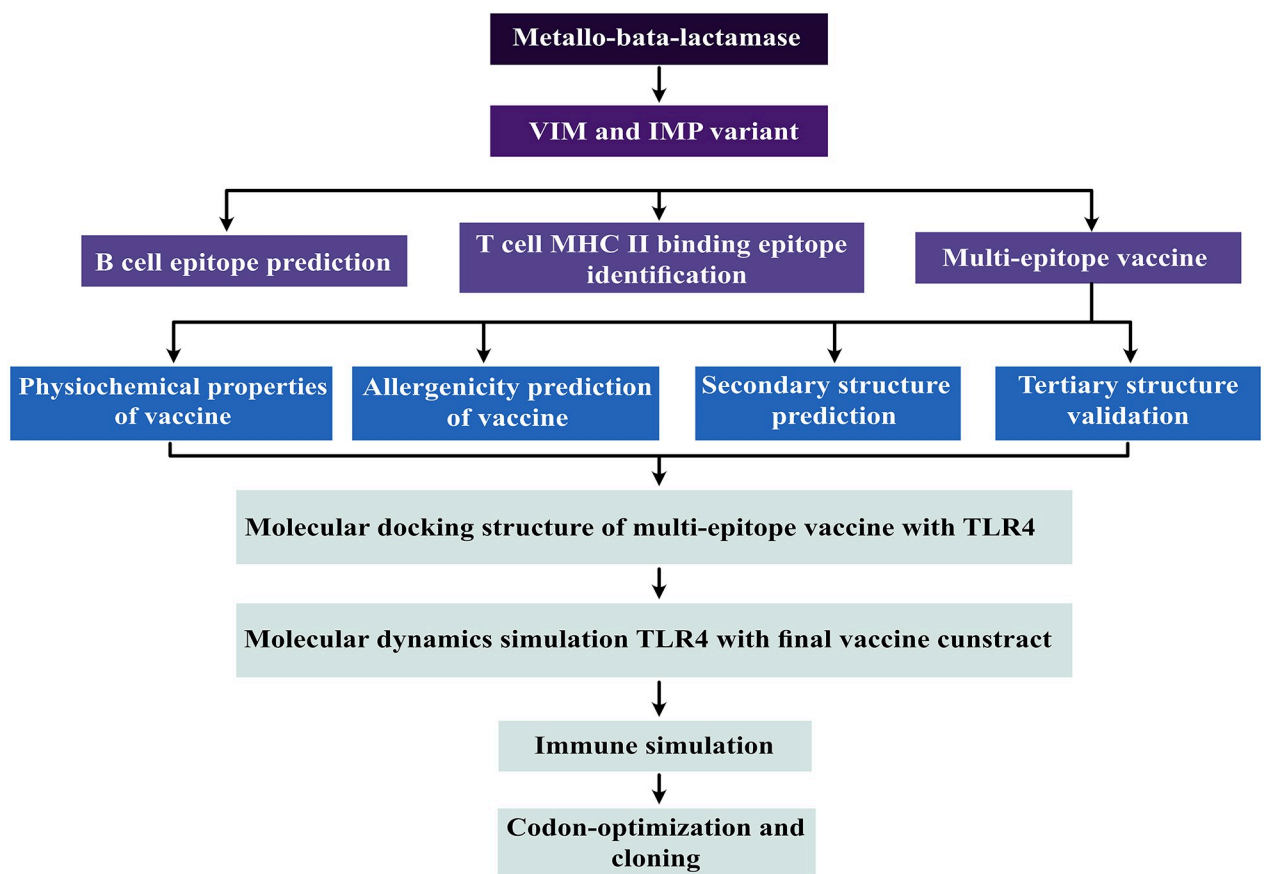 Metallo-bata-lactamase
VIM and IMP variant
B cell epitope prediction
T cell MHC II binding epitope
identification
Multi-epitope vaccine
Physiochemical properties
of vaccine
Allergenicity prediction
of vaccine
Secondary structure
prediction
Tertiary structure
validation
Molecular docking structure of multi-epitope vaccine with TLR4
Molecular dynamics simulation TLR4 with final vaccine cunstract
Immune simulation
Codon-optimization and
cloning